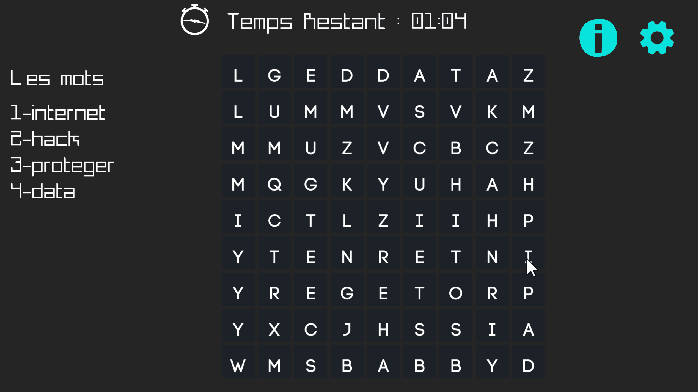 Temps Restant : 01:04
Les mots
1-internet
2-hack
3-proteger
4-data
L G E D D A T A Z
L U M M V S V K M
M M U Z V C B C Z
M Q G K Y U H A H
I C T L Z I I H P
Y T E N R E T N I
Y R E G E T O R P
Y X C J H S S I A
W M S B A B B Y D